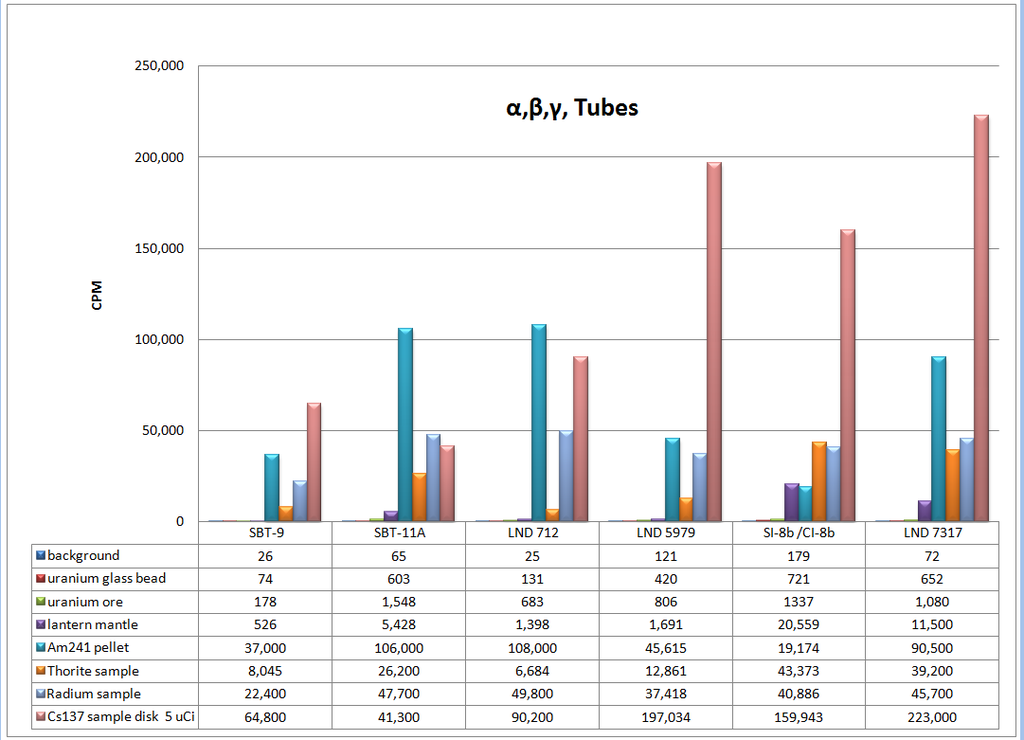 α,β,γ, Tubes
CPM
250,000
200,000
150,000
100,000
50,000
0
SBT-9 SBT-11A LND 712 LND 5979 SI-8b /CI-8b LND 7317
background 26 65 25 121 179 72
uranium glass bead 74 603 131 420 721 652
uranium ore 178 1,548 683 806 1337 1,080
lantern mantle 526 5,428 1,398 1,691 20,559 11,500
Am241 pellet 37,000 106,000 108,000 45,615 19,174 90,500
Thorite sample 8,045 26,200 6,684 12,861 43,373 39,200
Radium sample 22,400 47,700 49,800 37,418 40,886 45,700
Cs137 sample disk 5 uCi 64,800 41,300 90,200 197,034 159,943 223,000